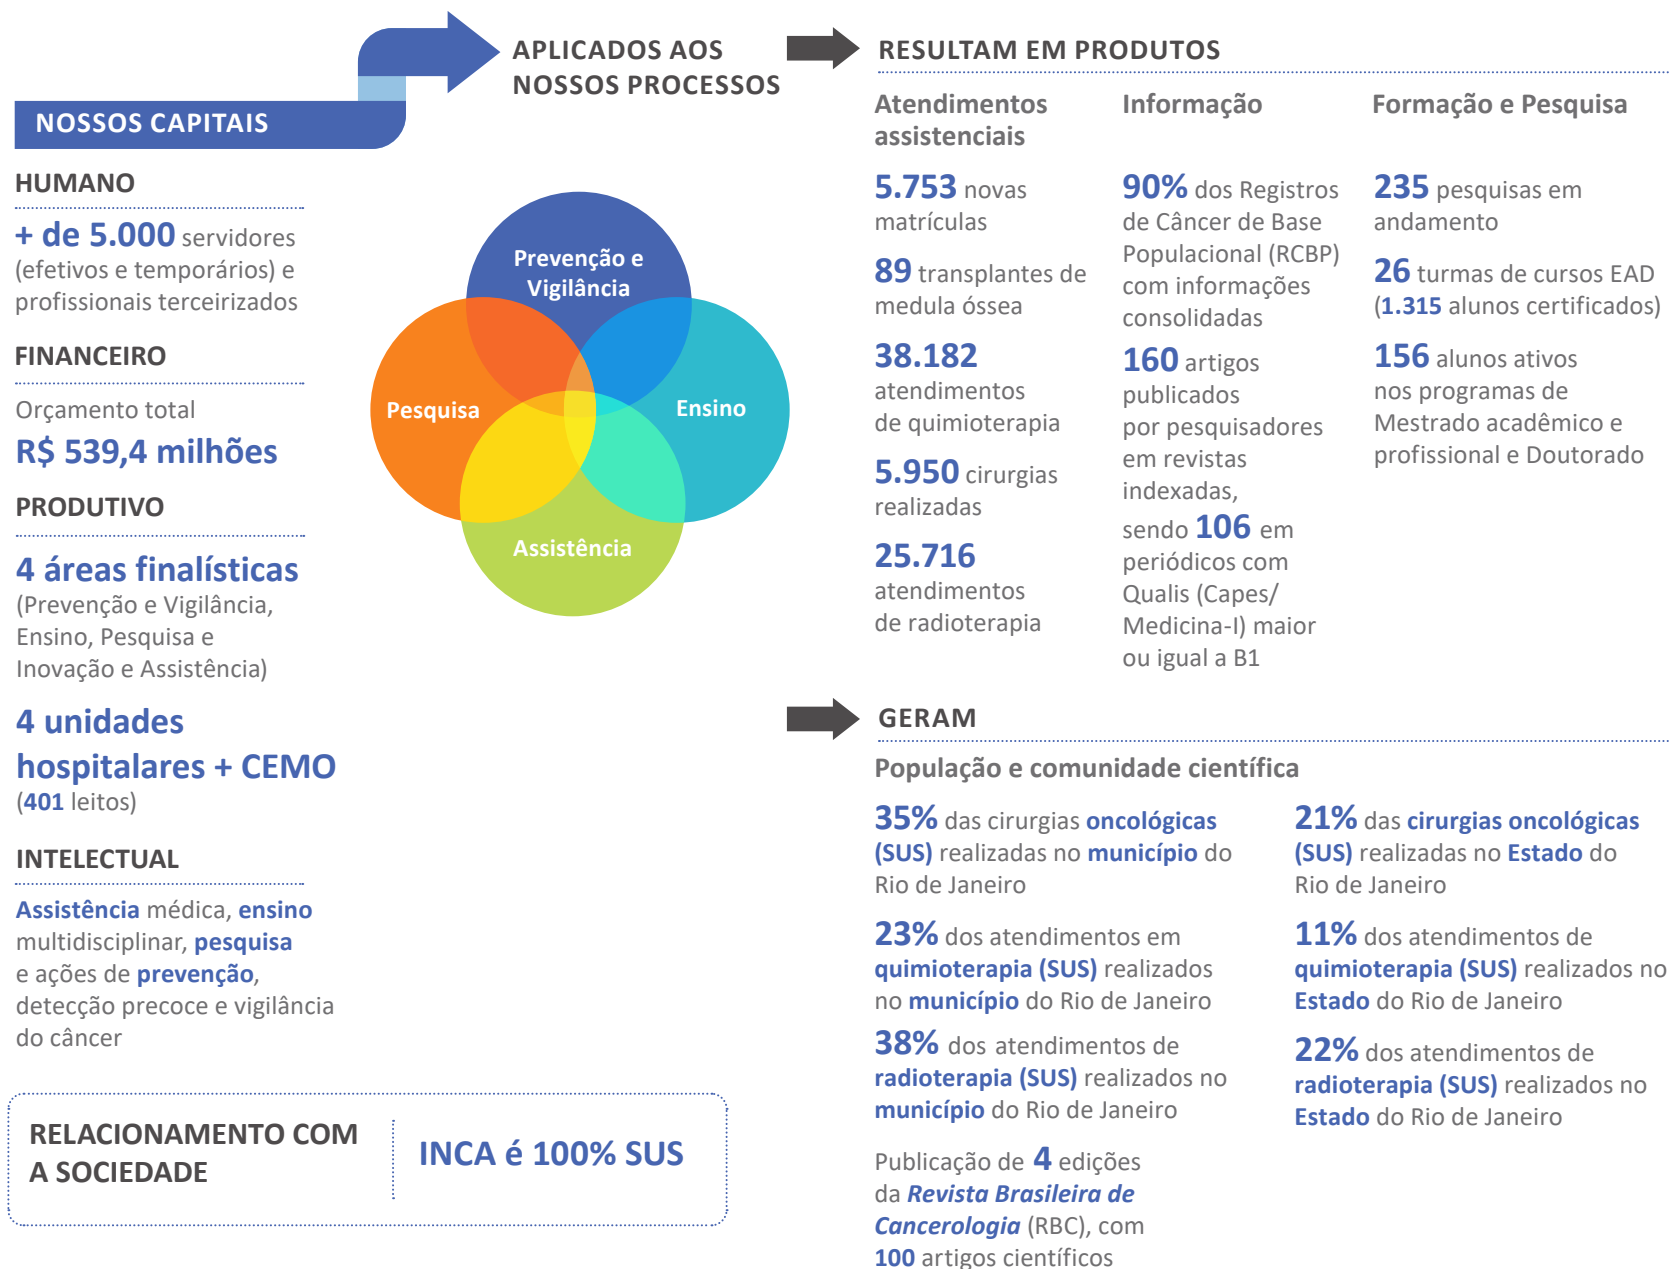 NOSSOS CAPITAIS
HUMANO
+ de 5.000 servidores
(efetivos e temporários) e
profissionais terceirizados
FINANCEIRO
Orçamento total
R$ 539,4 milhões
PRODUTIVO
4 áreas finalísticas
(Prevenção e Vigilância,
Ensino, Pesquisa e
Inovação e Assistência)
4 unidades
hospitalares + CEMO
(401 leitos)
INTELECTUAL
Assistência médica, ensino
multidisciplinar, pesquisa
e ações de prevenção,
detecção precoce e vigilância
do câncer
RELACIONAMENTO COM
A SOCIEDADE
INCA é 100% SUS
APLICADOS AOS
NOSSOS PROCESSOS
Prevenção e
Vigilância
Pesquisa
Ensino
Assistência
RESULTAM EM PRODUTOS
Atendimentos
assistenciais
5.753 novas
matrículas
89 transplantes de
medula óssea
38.182
atendimentos
de quimioterapia
5.950 cirurgias
realizadas
25.716
atendimentos
de radioterapia
Informação
90% dos Registros
de Câncer de Base
Populacional (RCBP)
com informações
consolidadas
160 artigos
publicados
por pesquisadores
em revistas
indexadas,
sendo 106 em
periódicos com
Qualis (Capes/
Medicina-I) maior
ou igual a B1
Formação e Pesquisa
235 pesquisas em
andamento
26 turmas de cursos EAD
(1.315 alunos certificados)
156 alunos ativos
nos programas de
Mestrado acadêmico e
profissional e Doutorado
GERAM
População e comunidade científica
35% das cirurgias oncológicas
(SUS) realizadas no município do
Rio de Janeiro
23% dos atendimentos em
quimioterapia (SUS) realizados
no município do Rio de Janeiro
38% dos atendimentos de
radioterapia (SUS) realizados no
município do Rio de Janeiro
Publicação de 4 edições
da Revista Brasileira de
Cancerologia (RBC), com
100 artigos científicos
21% das cirurgias oncológicas
(SUS) realizadas no Estado do
Rio de Janeiro
11% dos atendimentos de
quimioterapia (SUS) realizados no
Estado do Rio de Janeiro
22% dos atendimentos de
radioterapia (SUS) realizados no
Estado do Rio de Janeiro